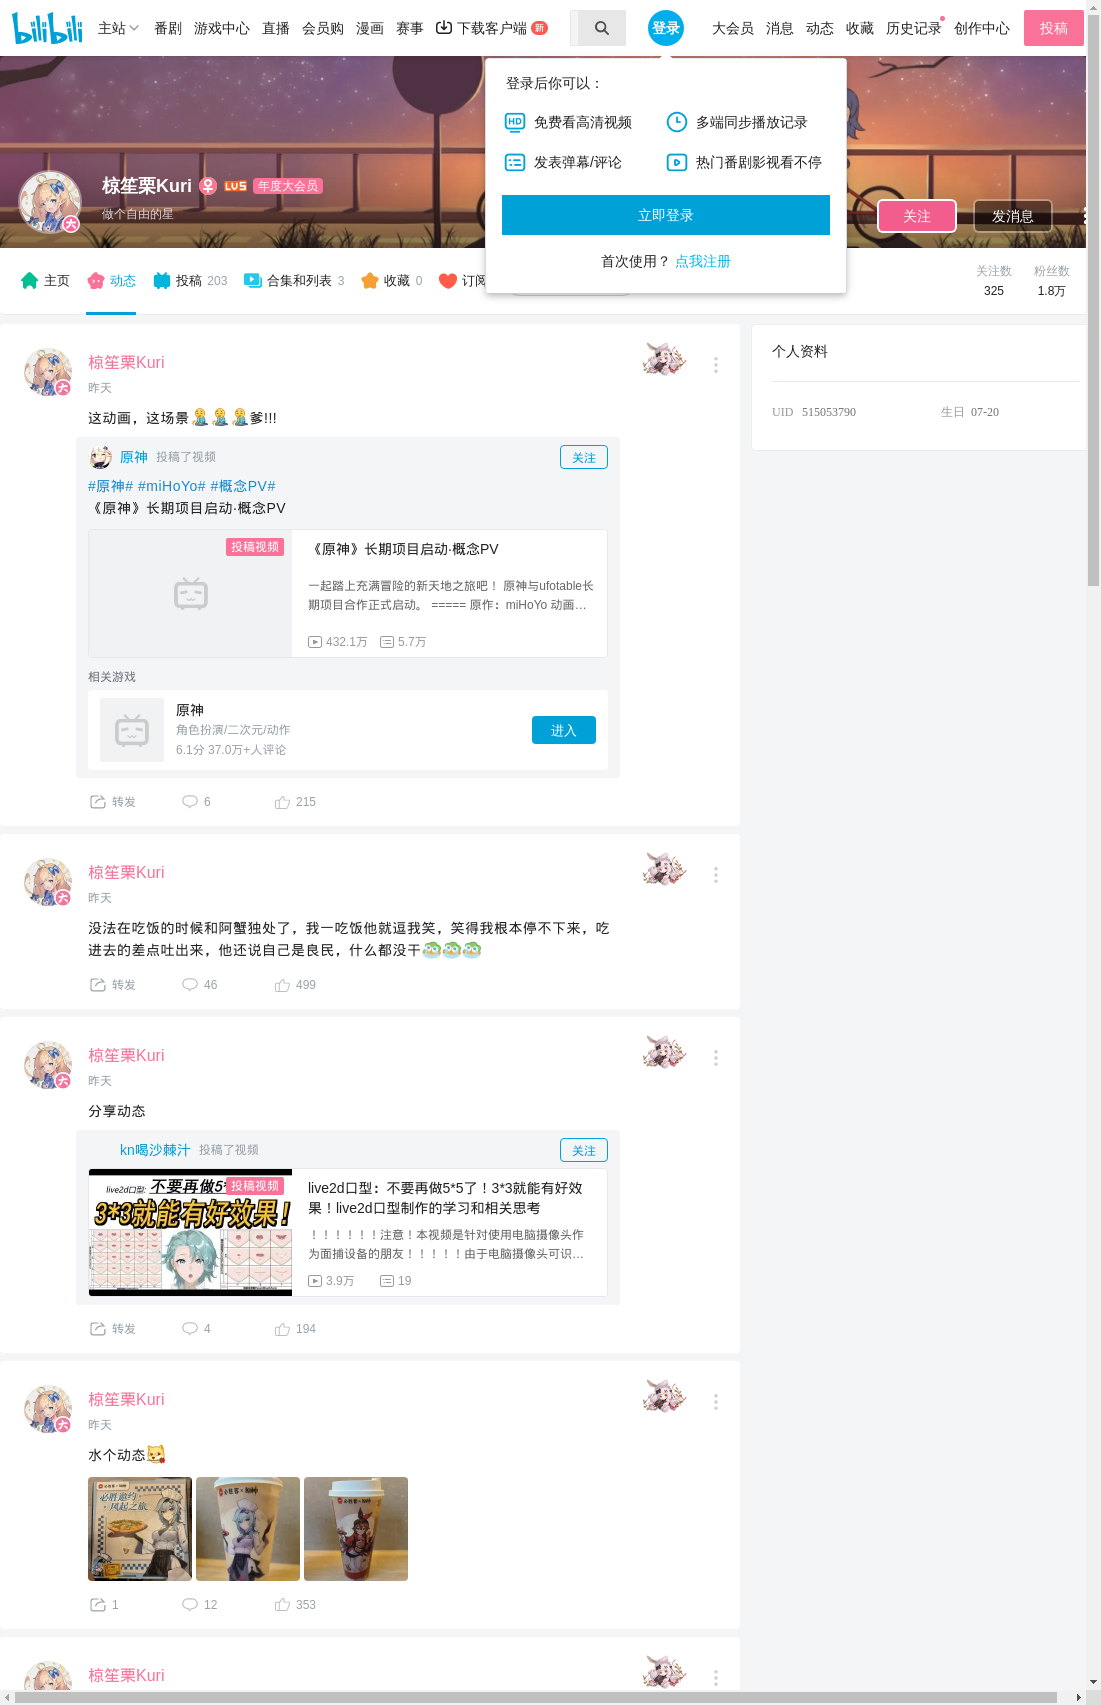 bilibili 主站 番剧 游戏中心 直播 会员购 漫画 赛事 下载客户端 新 登录 大会员 消息 动态 收藏 历史记录 创作中心 投稿
登录后你可以：
免费看高清视频 多端同步播放记录
发表弹幕/评论 热门番剧影视看不停
立即登录
首次使用？ 点我注册
椋笙栗Kuri LV5 年度大会员
做个自由的星
关注 发消息
主页 动态 投稿 203 合集和列表 3 收藏 0 订阅
关注数 粉丝数
325 1.8万
个人资料
UID 515053790 生日 07-20
椋笙栗Kuri
昨天
这动画，这场景爹!!!
原神 投稿了视频 关注
#原神# #miHoYo# #概念PV#
《原神》长期项目启动·概念PV
投稿视频
《原神》长期项目启动·概念PV
一起踏上充满冒险的新天地之旅吧！ 原神与ufotable长
期项目合作正式启动。 ===== 原作：miHoYo 动画…
432.1万 5.7万
相关游戏
原神
角色扮演/二次元/动作
6.1分 37.0万+人评论
进入
转发 6 215
椋笙栗Kuri
昨天
没法在吃饭的时候和阿蟹独处了，我一吃饭他就逗我笑，笑得我根本停不下来，吃
进去的差点吐出来，他还说自己是良民，什么都没干
转发 46 499
椋笙栗Kuri
昨天
分享动态
kn喝沙棘汁 投稿了视频 关注
投稿视频
live2d口型: 不要再做5*
3*3就能有好效果！
live2d口型：不要再做5*5了！3*3就能有好效
果！live2d口型制作的学习和相关思考
！！！！！！注意！本视频是针对使用电脑摄像头作
为面捕设备的朋友！！！！！由于电脑摄像头可识…
3.9万 19
转发 4 194
椋笙栗Kuri
昨天
水个动态
必胜邀约
风起之旅
1 12 353
椋笙栗Kuri